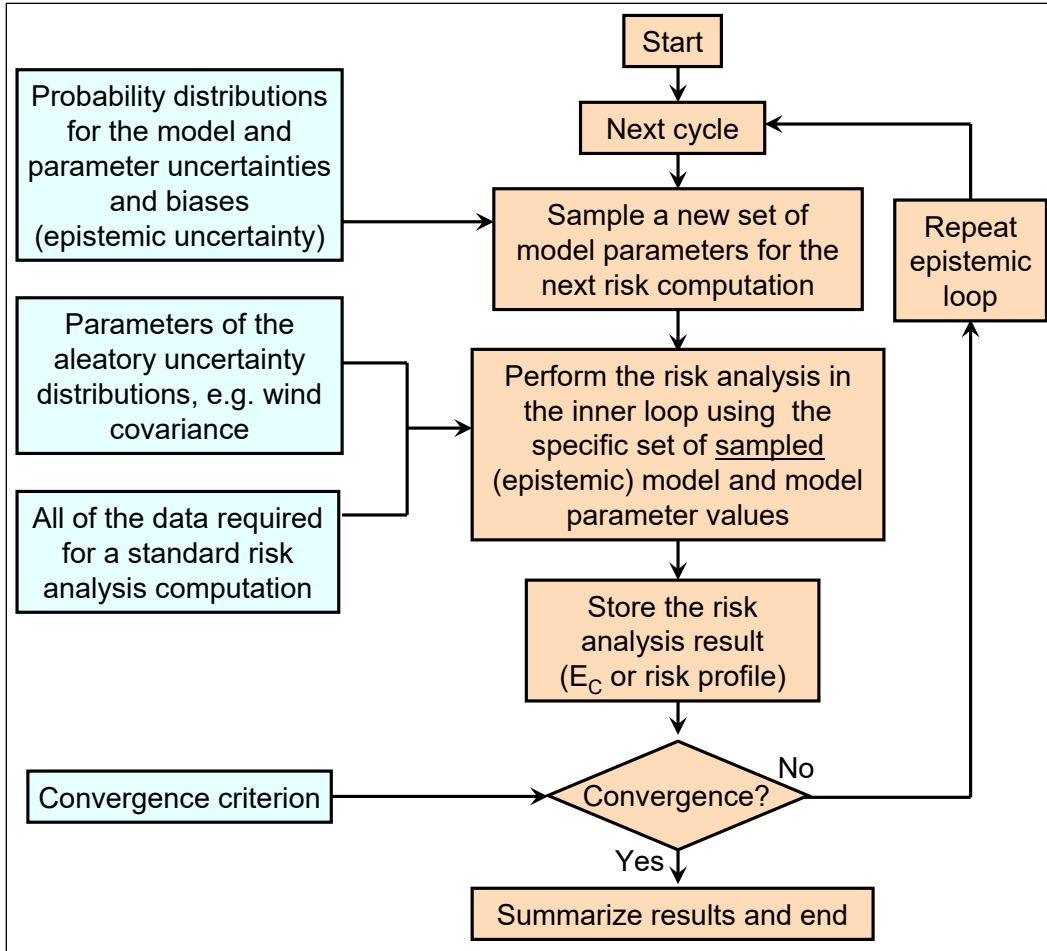 Start
Next cycle
Probability distributions
for the model and
parameter uncertainties
and biases
(epistemic uncertainty)
Sample a new set of
model parameters for the
next risk computation
Repeat
epistemic
loop
Parameters of the
aleatory uncertainty
distributions, e.g. wind
covariance
Perform the risk analysis in
the inner loop using the
specific set of sampled
(epistemic) model and model
parameter values
All of the data required
for a standard risk
analysis computation
Store the risk
analysis result
(EC or risk profile)
Convergence criterion
Convergence?
No
Yes
Summarize results and end